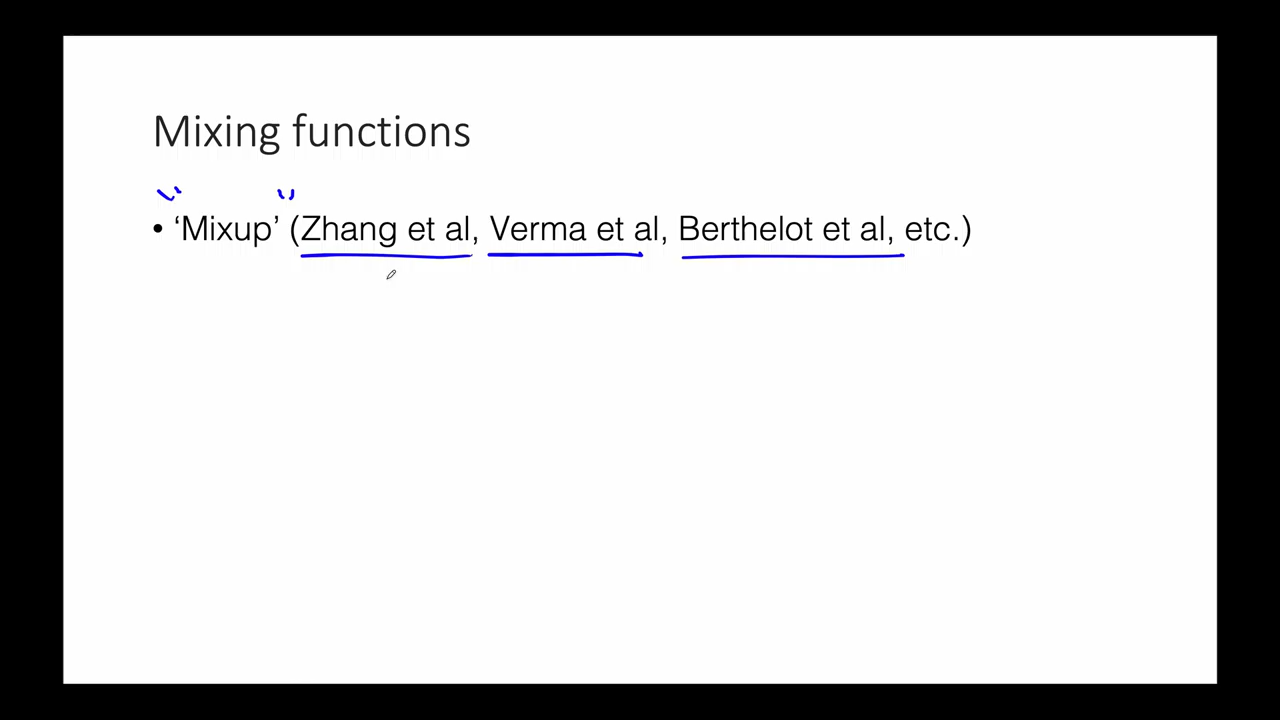 Mixing functions
• ‘Mixup’ (Zhang et al, Verma et al, Berthelot et al, etc.)